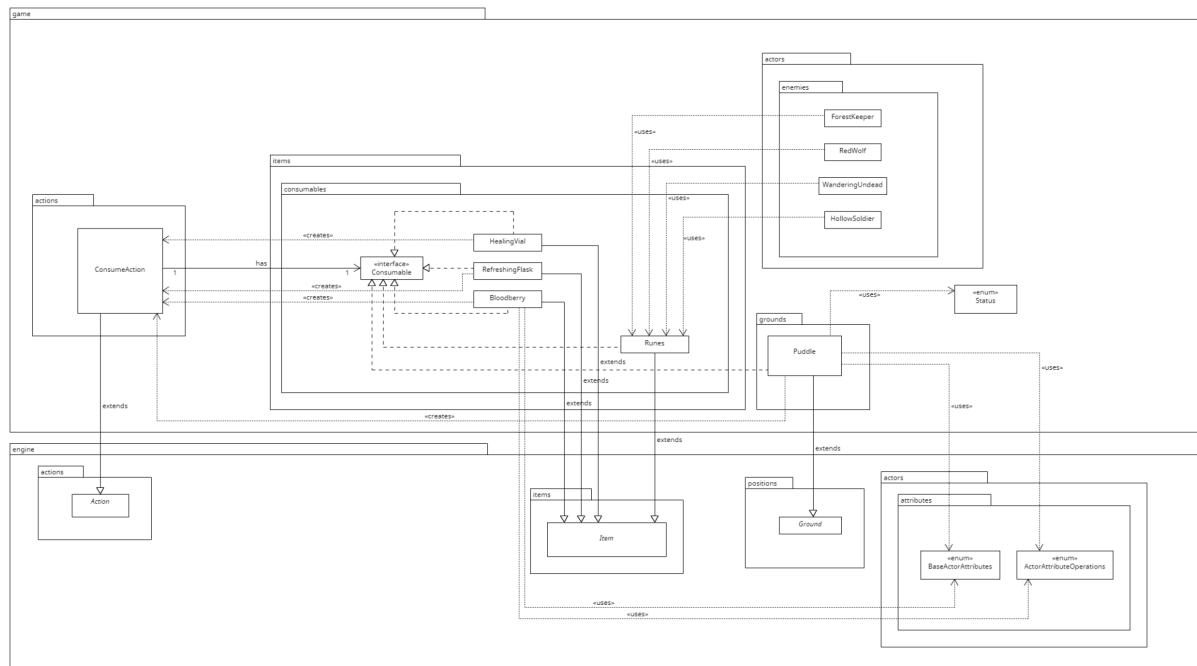 game
actors
enemies
ForestKeeper
«uses»
RedWolf
items
«uses»
consumables
WanderingUndead
actions
«uses»
HollowSoldier
«creates»
HealingVial
«uses»
ConsumeAction
has
«interface»
Consumable
1
1
RefreshingFlask
«creates»
«creates»
Bloodberry
«uses»
«enum»
Status
grounds
Runes
Puddle
extends
«uses»
extends
extends
extends
«uses»
«creates»
extends
extends
engine
actions
Action
items
Item
positions
Ground
actors
attributes
«enum»
BaseActorAttributes
«enum»
ActorAttributeOperations
«uses»
«uses»